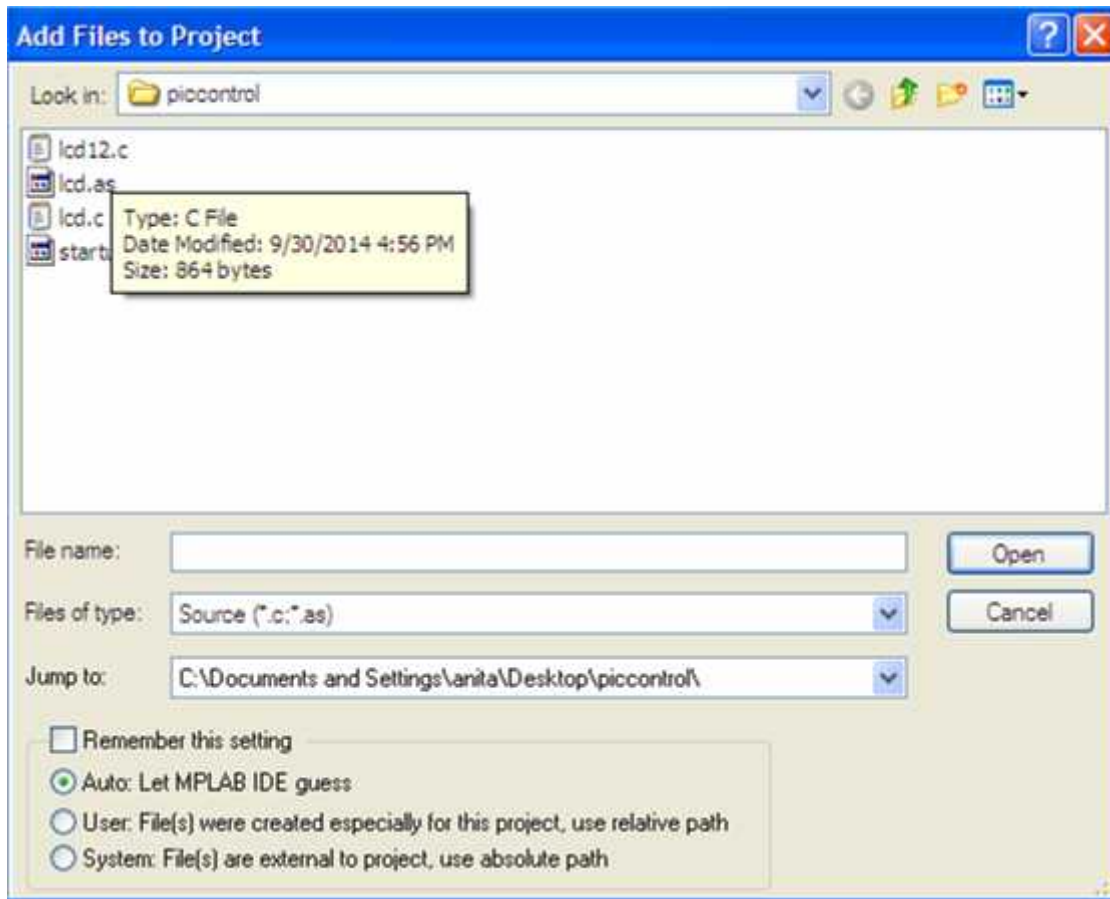 Add Files to Project
Look in: piccontrol
lcd12.c
lcd.as
lcd.c
Type: C File
Date Modified: 9/30/2014 4:56 PM
Size: 864 bytes
File name:
Open
Files of type: Source (*.c;*.as)
Cancel
Jump to: C:\Documents and Settings\anita\Desktop\piccontrol\
Remember this setting
Auto: Let MPLAB IDE guess
User: File(s) were created especially for this project, use relative path
System: File(s) are external to project, use absolute path